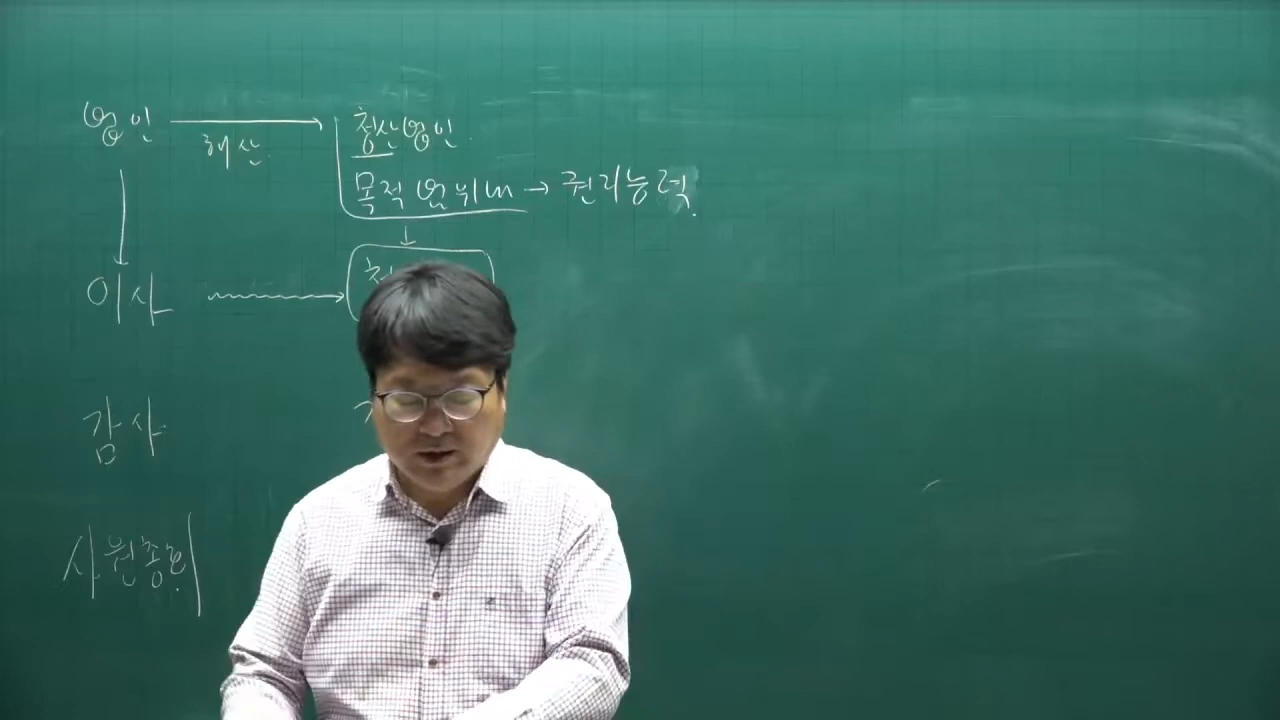 법인 → 청산법인.
해산.
목적 범위내 → 권리능력.
↓
이사 → 청
감사
사원총회